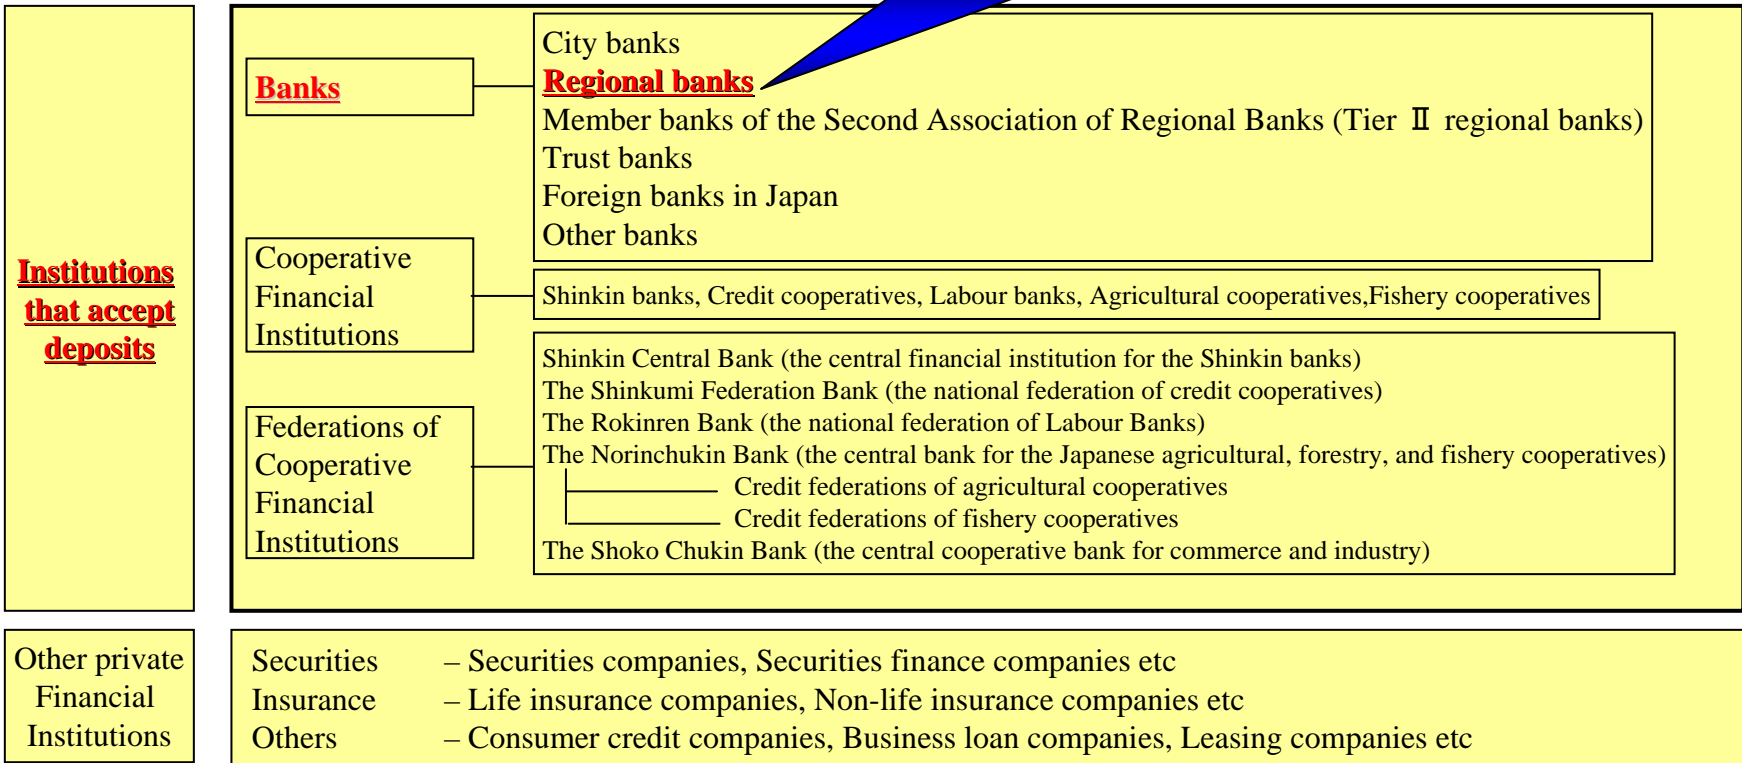 Institutions
that accept
deposits
Banks
City banks
Regional banks
Member banks of the Second Association of Regional Banks (Tier Ⅱ regional banks)
Trust banks
Foreign banks in Japan
Other banks
Cooperative
Financial
Institutions
Shinkin banks, Credit cooperatives, Labour banks, Agricultural cooperatives,Fishery cooperatives
Federations of
Cooperative
Financial
Institutions
Shinkin Central Bank (the central financial institution for the Shinkin banks)
The Shinkumi Federation Bank (the national federation of credit cooperatives)
The Rokinren Bank (the national federation of Labour Banks)
The Norinchukin Bank (the central bank for the Japanese agricultural, forestry, and fishery cooperatives)
Credit federations of agricultural cooperatives
Credit federations of fishery cooperatives
The Shoko Chukin Bank (the central cooperative bank for commerce and industry)
Other private
Financial
Institutions
Securities – Securities companies, Securities finance companies etc
Insurance – Life insurance companies, Non-life insurance companies etc
Others – Consumer credit companies, Business loan companies, Leasing companies etc